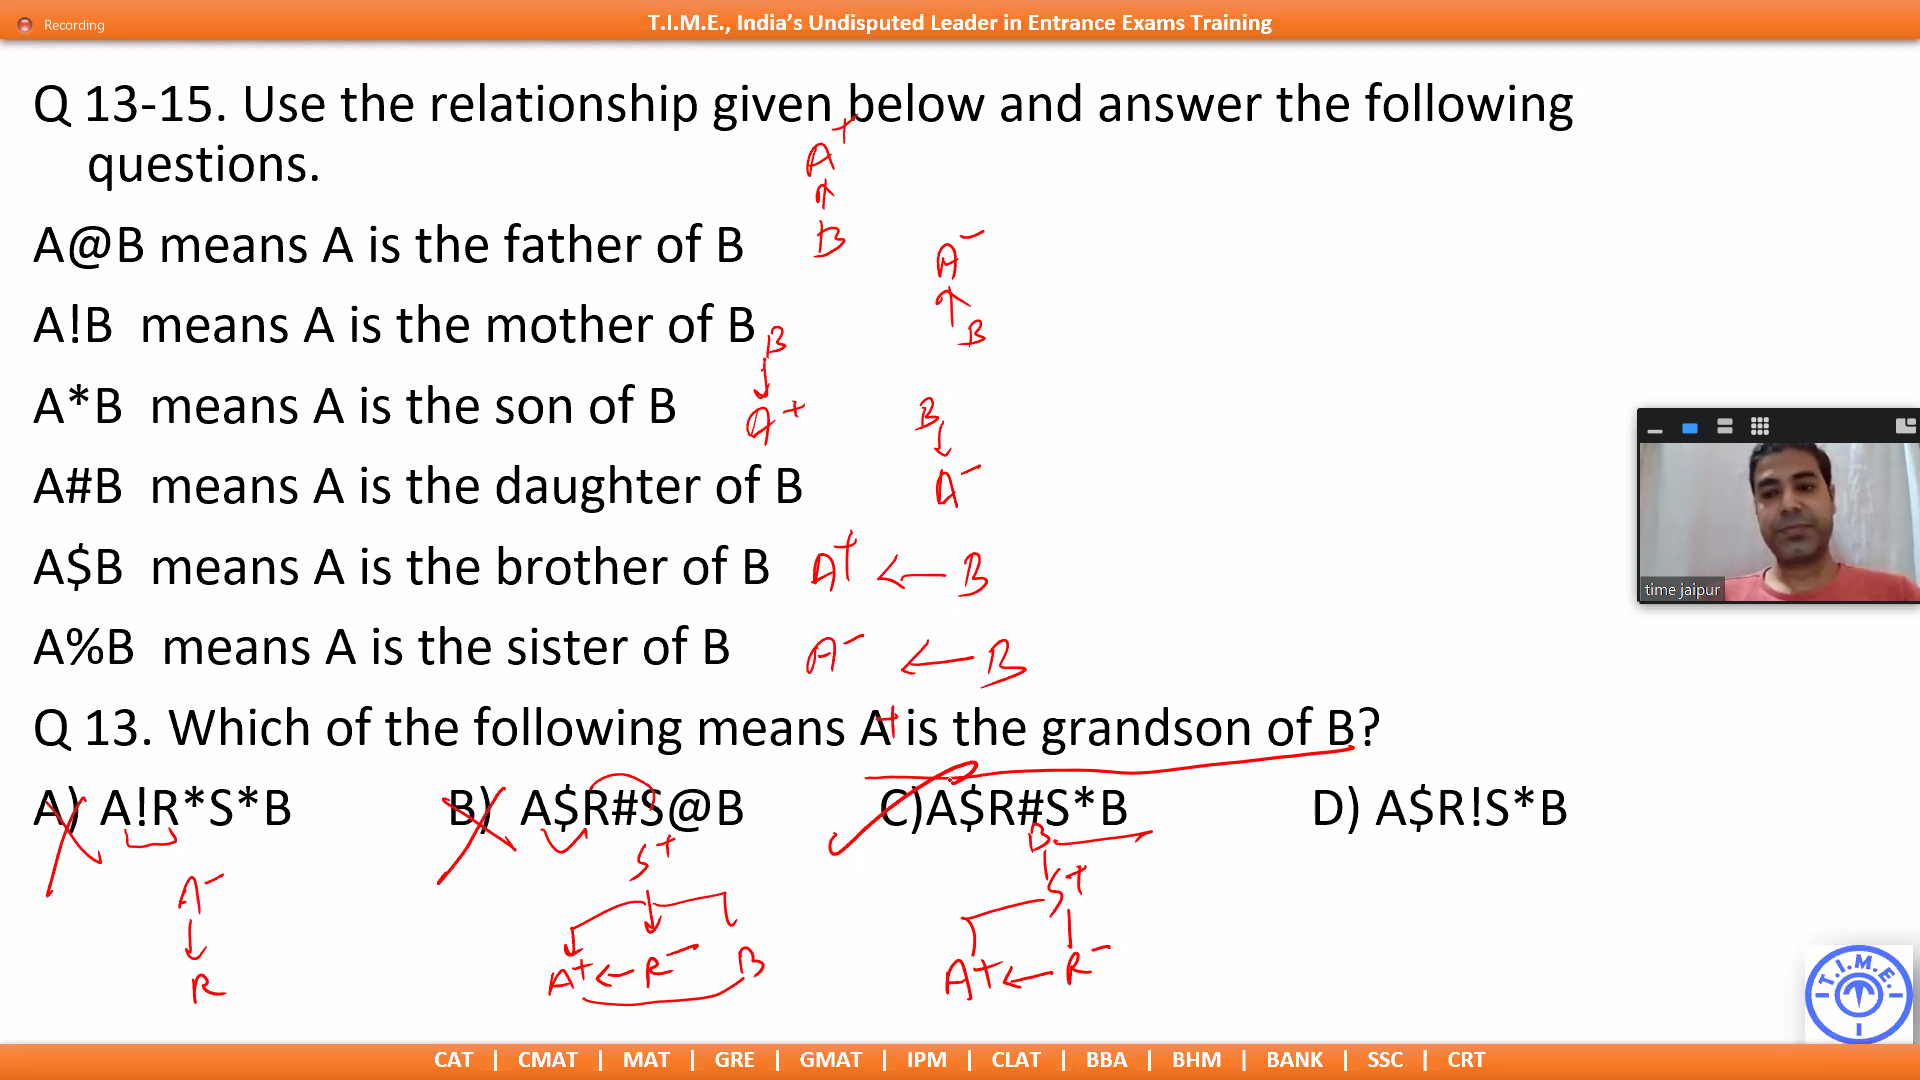 Recording
T.I.M.E., India's Undisputed Leader in Entrance Exams Training
Q 13-15. Use the relationship given below and answer the following
questions.
A+
B
A@B means A is the father of B
A-
B
A!B means A is the mother of B
B
A+
A*B means A is the son of B
B
A-
A#B means A is the daughter of B
A$B means A is the brother of B A+ ← B
A%B means A is the sister of B A- ← B
time jaipur
Q 13. Which of the following means A+ is the grandson of B?
A) A!R*S*B B) A$R#S@B C)A$R#S*B D) A$R!S*B
A-
R
S+
A+ ← R- B
B
S+
A+ ← R-
T.I.M.E.
CAT | CMAT | MAT | GRE | GMAT | IPM | CLAT | BBA | BHM | BANK | SSC | CRT